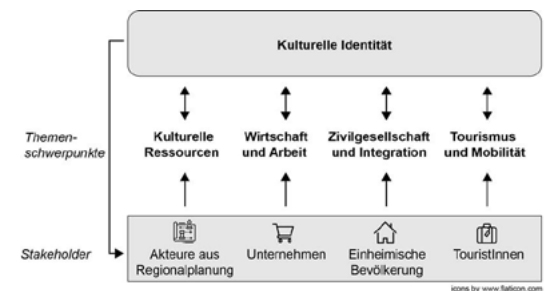 Kulturelle Identität
Themen-
schwerpunkte
Kulturelle
Ressourcen
Wirtschaft
und Arbeit
Zivilgesellschaft
und Integration
Tourismus
und Mobilität
Stakeholder
Akteure aus
Regionalplanung
Unternehmen
Einheimische
Bevölkerung
TouristInnen
icons by www.flaticon.com